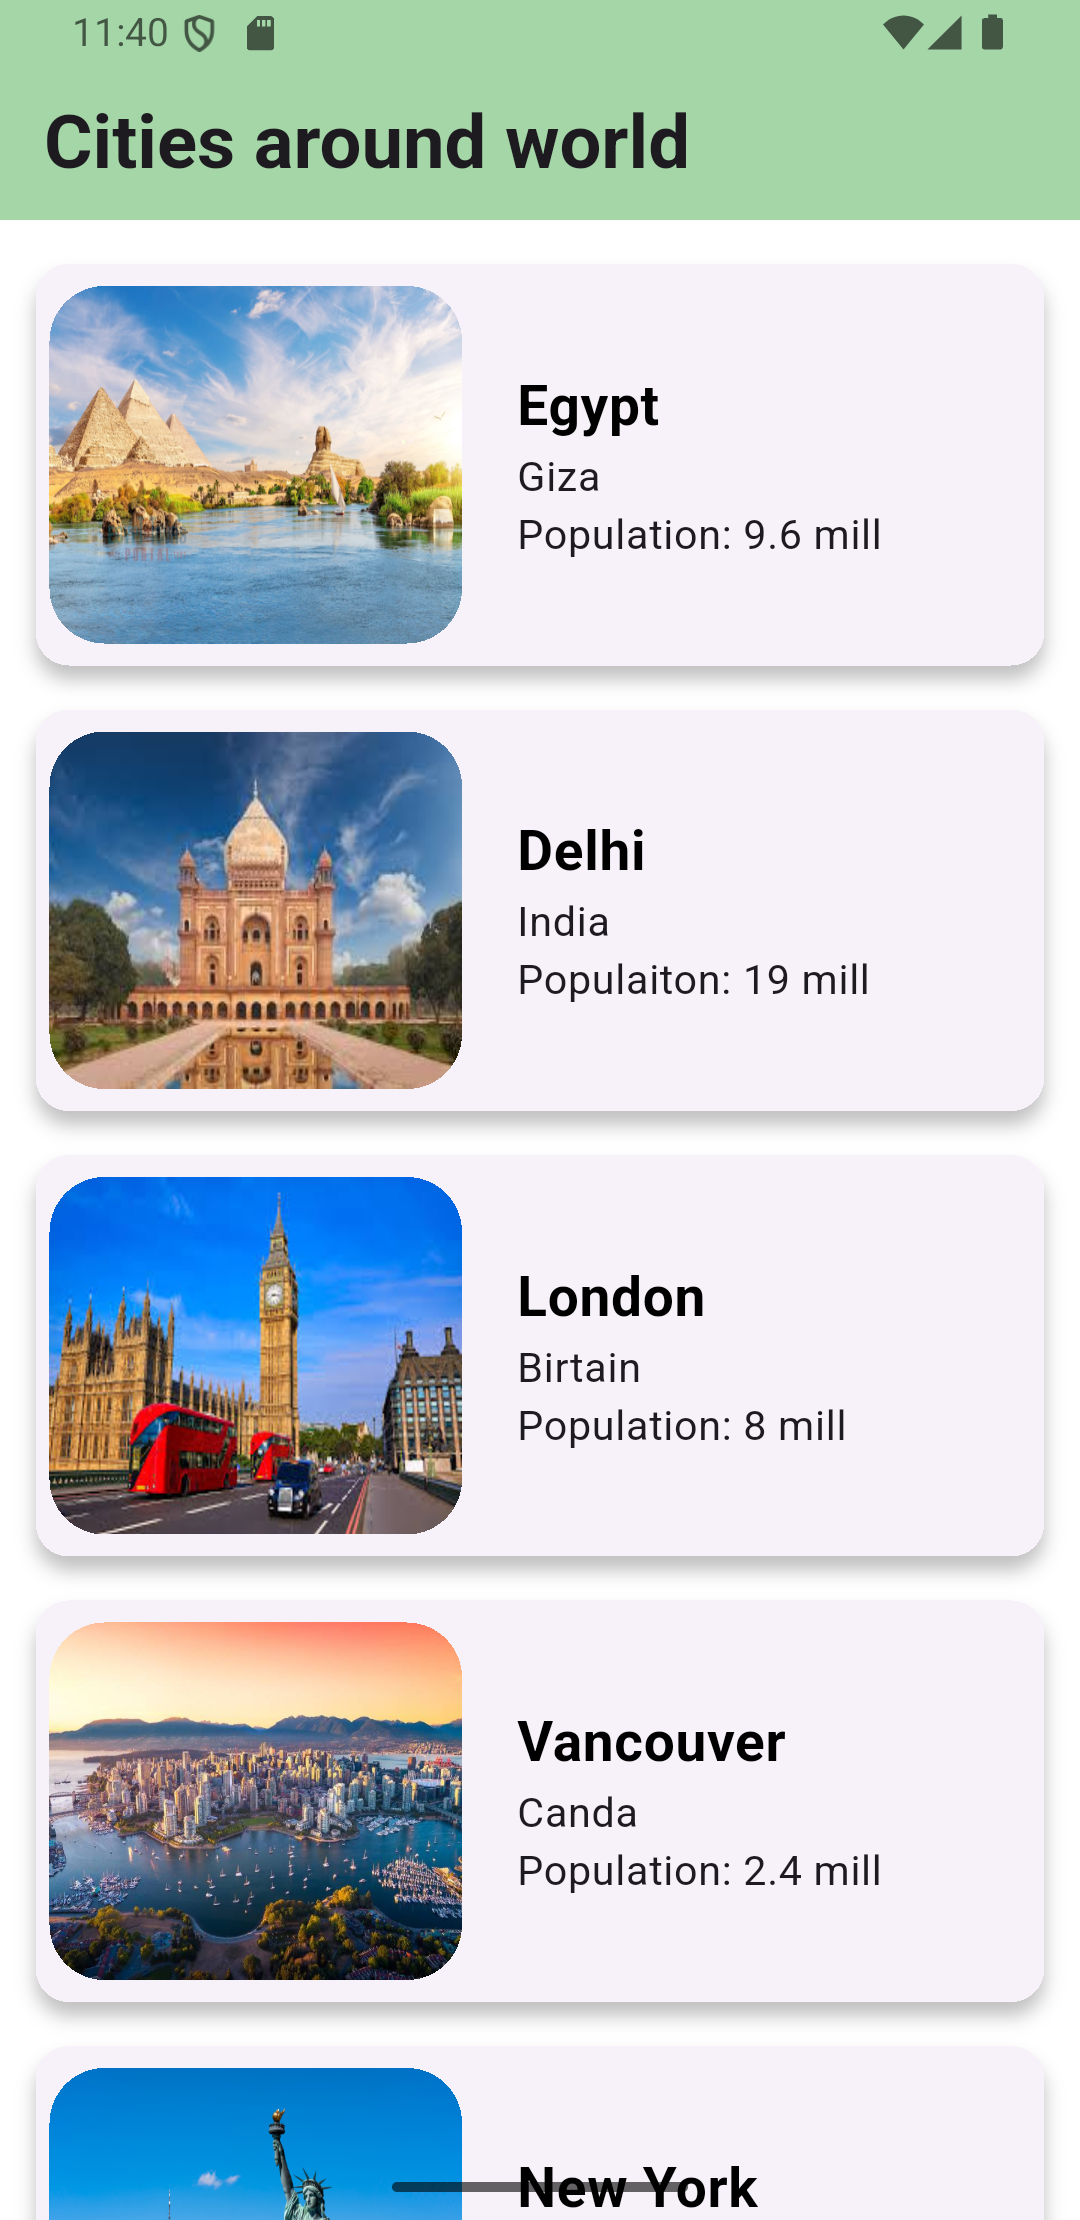 11:40
Cities around world
Egypt
Giza
Population: 9.6 mill
Delhi
India
Populaiton: 19 mill
London
Birtain
Population: 8 mill
Vancouver
Canda
Population: 2.4 mill
New York